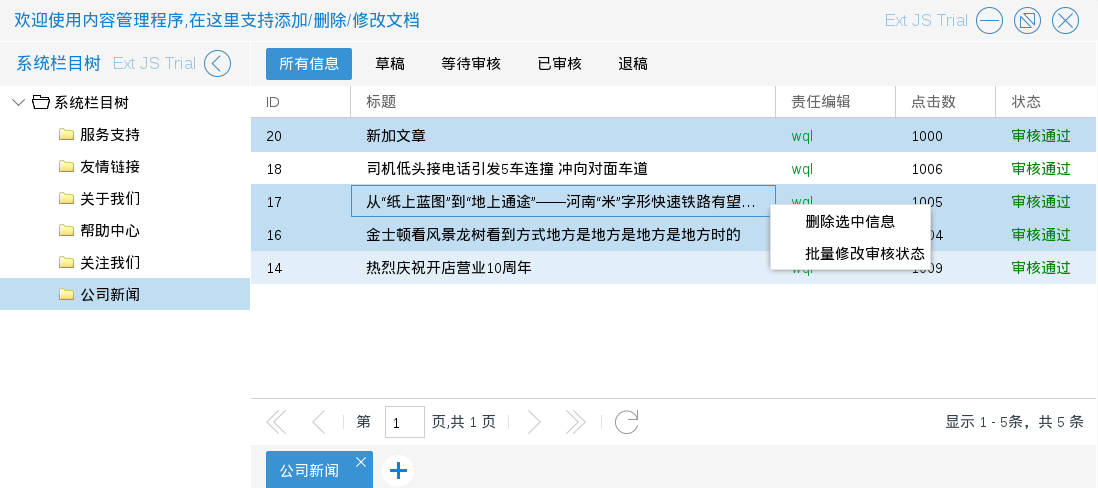 欢迎使用内容管理程序,在这里支持添加/删除/修改文档
Ext JS Trial
系统栏目树 Ext JS Trial
系统栏目树
服务支持
友情链接
关于我们
帮助中心
关注我们
公司新闻
所有信息 草稿 等待审核 已审核 退稿
ID 标题 责任编辑 点击数 状态
20 新加文章 wql 1000 审核通过
18 司机低头接电话引发5车连撞 冲向对面车道 wql 1006 审核通过
17 从“纸上蓝图”到“地上通途”——河南“米”字形快速铁路有望... wql 1005 审核通过
16 金士顿看风景龙树看到方式地方是地方是地方是地方时的 04 审核通过
14 热烈庆祝开店营业10周年 wql 1009 审核通过
删除选中信息
批量修改审核状态
第 1 页,共 1 页
显示 1 - 5条，共 5 条
公司新闻